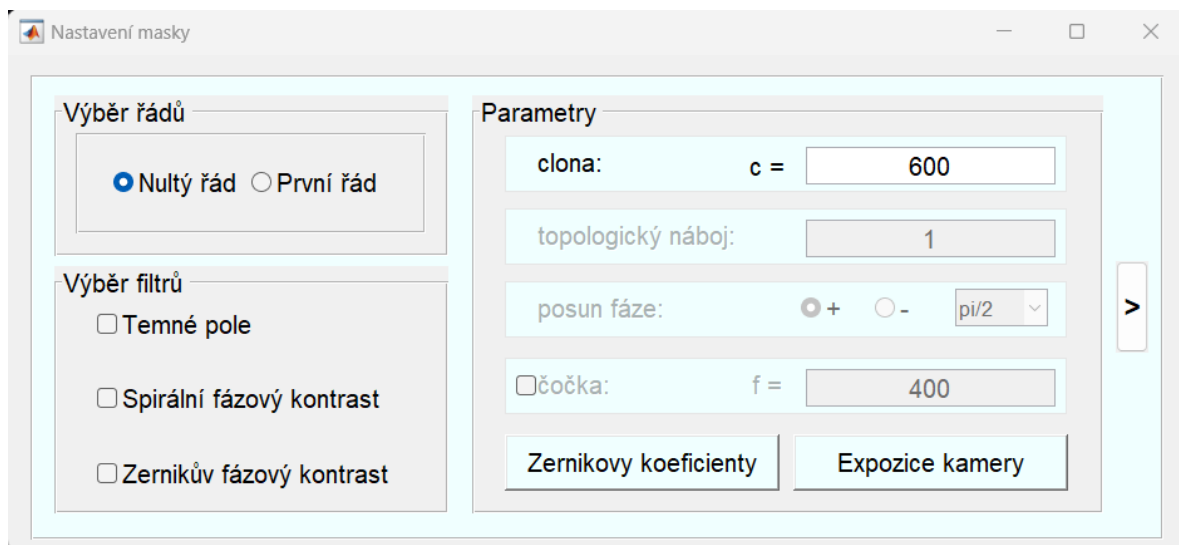 Nastavení masky
Výběr řádů
Nultý řád První řád
Výběr filtrů
Temné pole
Spirální fázový kontrast
Zernikův fázový kontrast
Parametry
clona: c = 600
topologický náboj: 1
posun fáze: + - pi/2
čočka: f = 400
Zernikovy koeficienty Expozice kamery
>